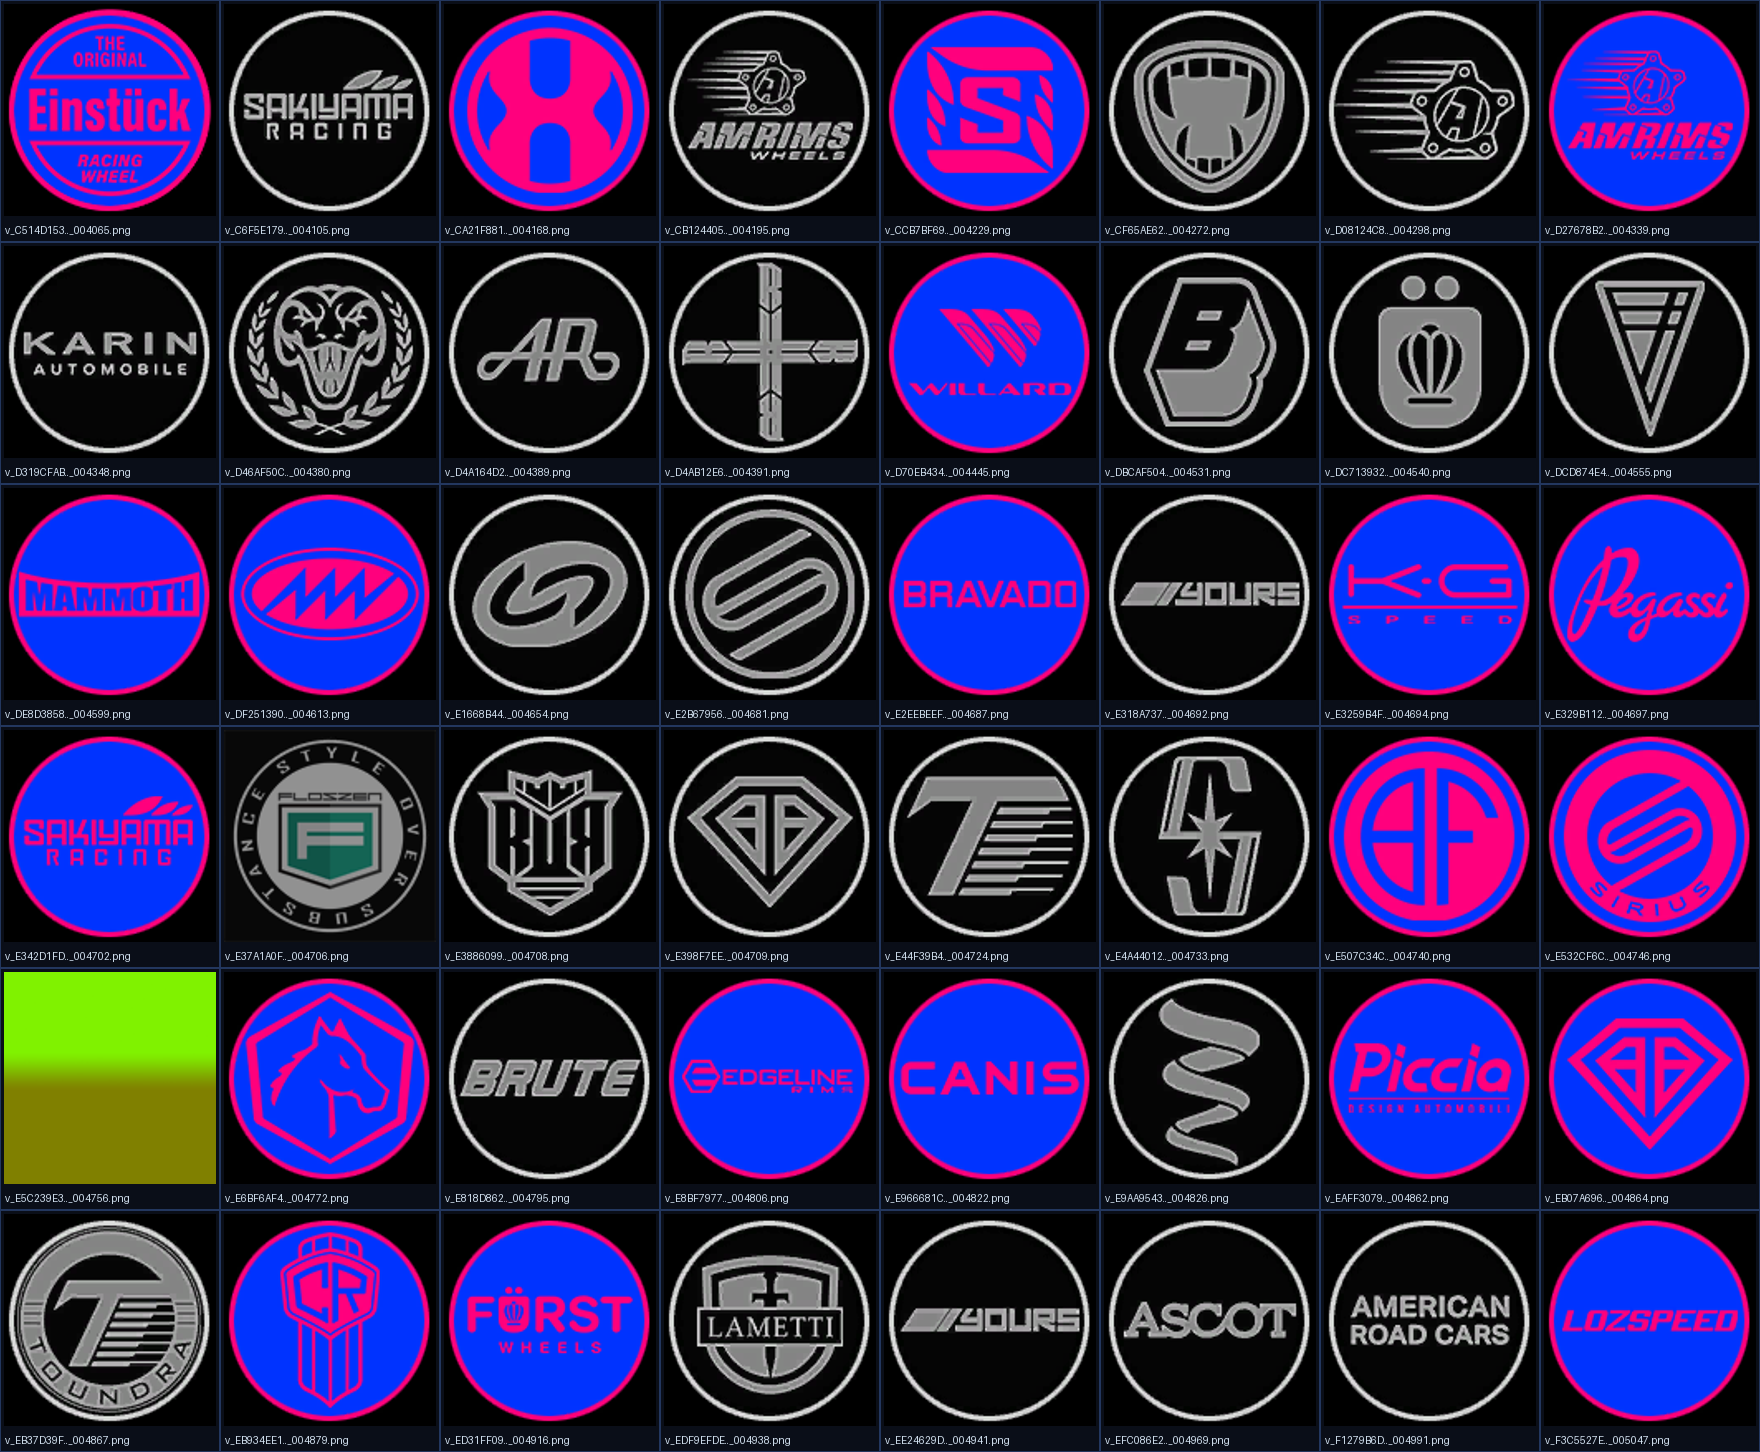 THE
ORIGINAL
Einstück
RACING
WHEEL
SAKIYAMA
RACING
A
AMRIMS
WHEELS
S
A
A
AMRIMS
WHEELS
v_C514D153.._004065.png
v_C6F5E179.._004105.png
v_CA21F881.._004168.png
v_CB124405.._004195.png
v_CCB7BF69.._004229.png
v_CF65AE62.._004272.png
v_D08124C8.._004298.png
v_D27678B2.._004339.png
KARIN
AUTOMOBILE
AR
WILLARD
B
v_D319CFAB.._004348.png
v_D46AF50C.._004380.png
v_D4A164D2.._004389.png
v_D4AB12E6.._004391.png
v_D70EB434.._004445.png
v_DBCAF504.._004531.png
v_DC713932.._004540.png
v_DCD874E4.._004555.png
MAMMOTH
BRAVADO
YOURS
K-G
SPEED
Pegassi
v_DE8D3858.._004599.png
v_DF251390.._004613.png
v_E1668B44.._004654.png
v_E2B67956.._004681.png
v_E2EEBEEF.._004687.png
v_E318A737.._004692.png
v_E3259B4F.._004694.png
v_E329B112.._004697.png
SAKIYAMA
RACING
STYLE OVER SUBSTANCE
FLOSZEN
F
T
S
AF
SIRIUS
v_E342D1FD.._004702.png
v_E37A1A0F.._004706.png
v_E3886099.._004708.png
v_E398F7EE.._004709.png
v_E44F39B4.._004724.png
v_E4A44012.._004733.png
v_E507C34C.._004740.png
v_E532CF6C.._004746.png
BRUTE
EDGELINE
RIMS
CANIS
Piccia
DESIGN AUTOMOBILI
v_E5C239E3.._004756.png
v_E6BF6AF4.._004772.png
v_E818D862.._004795.png
v_E8BF7977.._004806.png
v_E966681C.._004822.png
v_E9AA9543.._004826.png
v_EAFF3079.._004862.png
v_EB07A696.._004864.png
T
TOUNDRA
CR
FÜRST
WHEELS
LAMETTI
YOURS
ASCOT
AMERICAN
ROAD CARS
LOZSPEED
v_EB37D39F.._004867.png
v_EB934EE1.._004879.png
v_ED31FF09.._004916.png
v_EDF9EFDE.._004938.png
v_EE24629D.._004941.png
v_EFC086E2.._004969.png
v_F1279B6D.._004991.png
v_F3C5527E.._005047.png